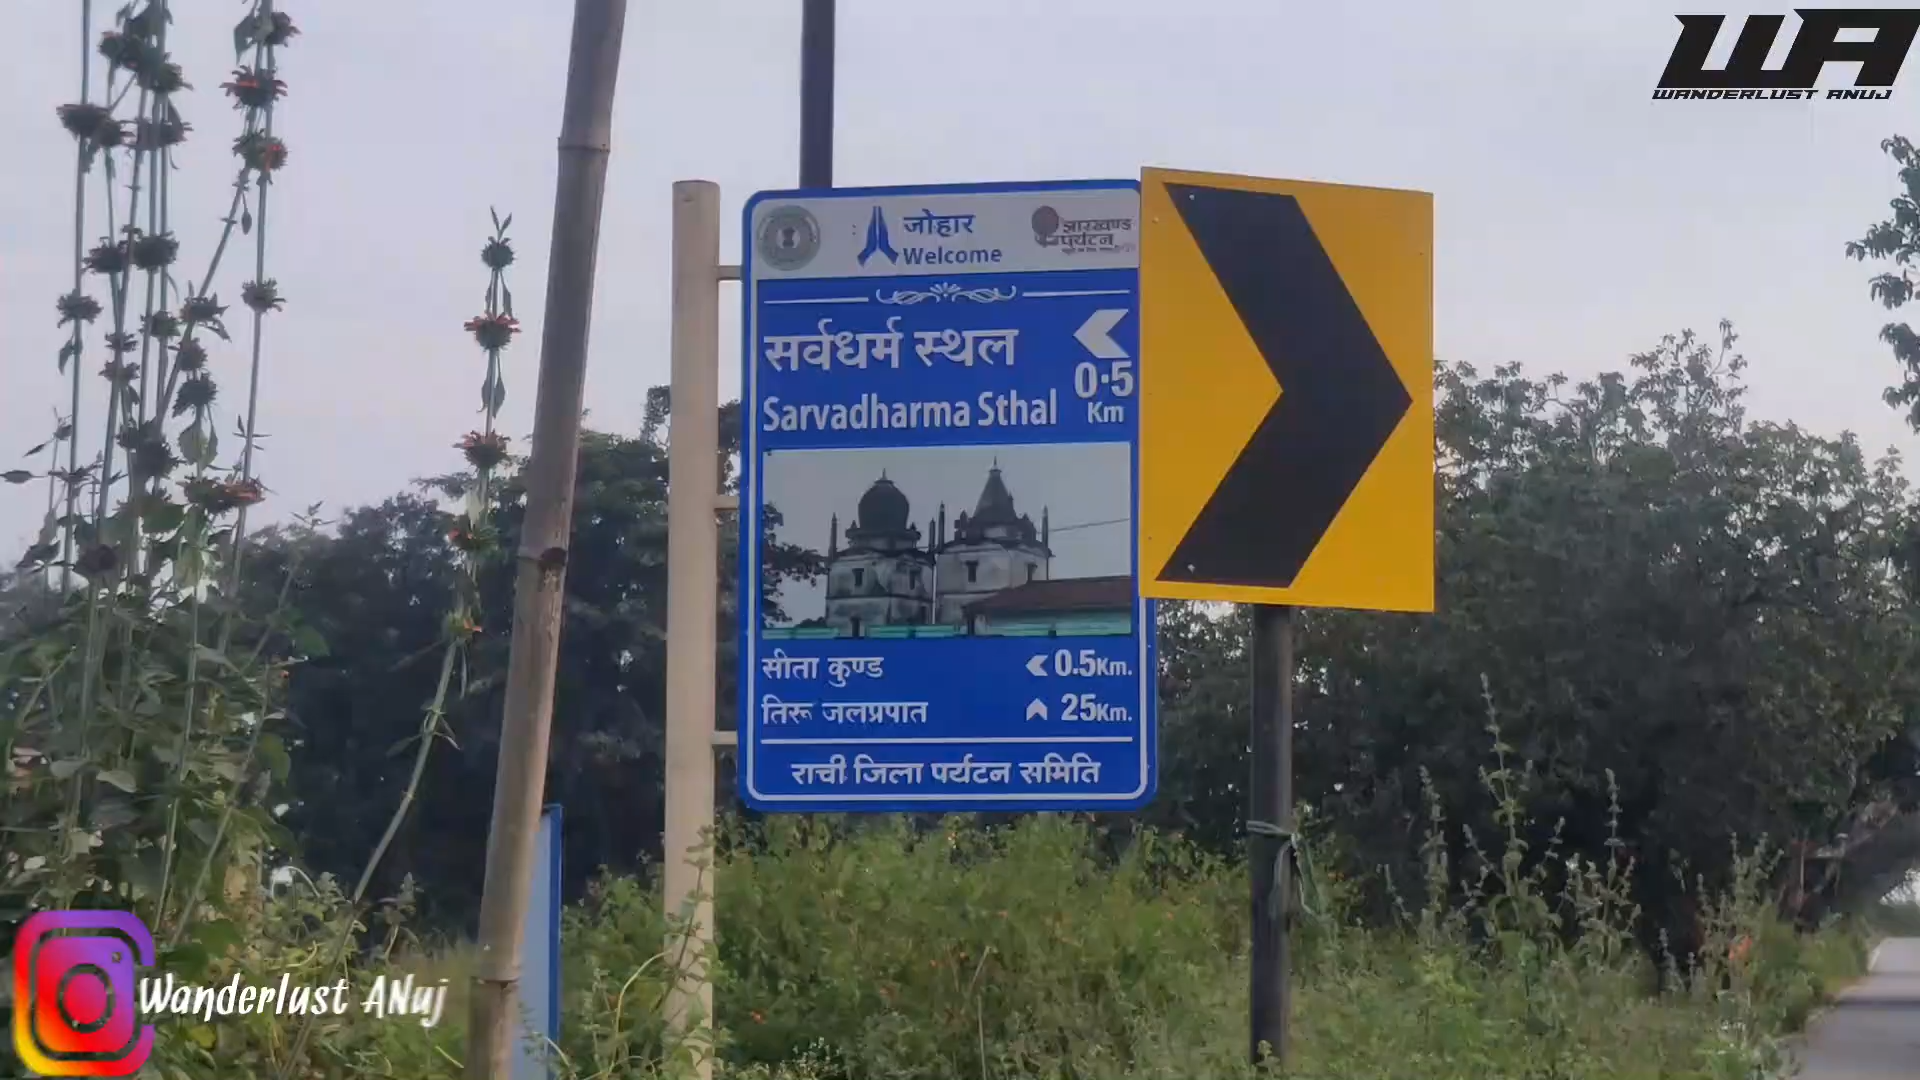 WA
WANDERLUST ANUJ
जोहार
Welcome
झारखण्ड
पर्यटन
सर्वधर्म स्थल
Sarvadharma Sthal
0·5
Km
सीता कुण्ड 0.5Km.
तिरू जलप्रपात 25Km.
राची जिला पर्यटन समिति
Wanderlust ANuj